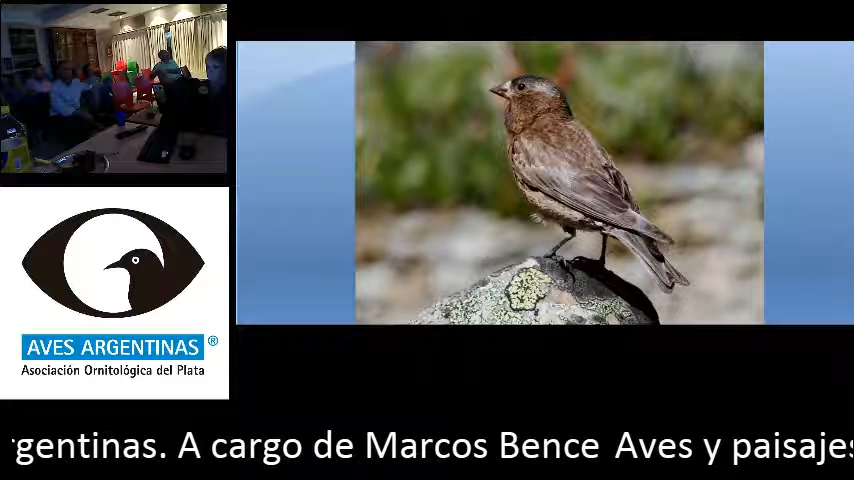 AVES ARGENTINAS ®
Asociación Ornitológica del Plata
rgentinas. A cargo de Marcos Bence Aves y paisajes